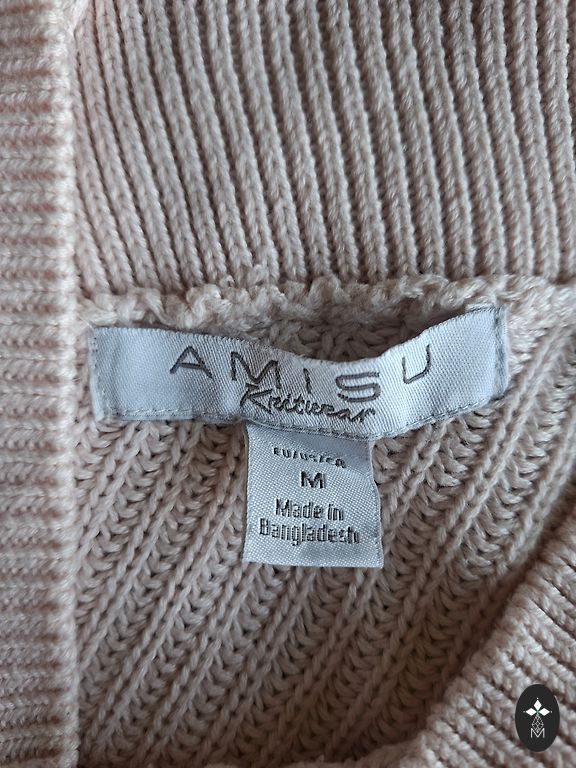 AMISU
Knitwear
EU/US/CA
M
Made in
Bangladesh
M